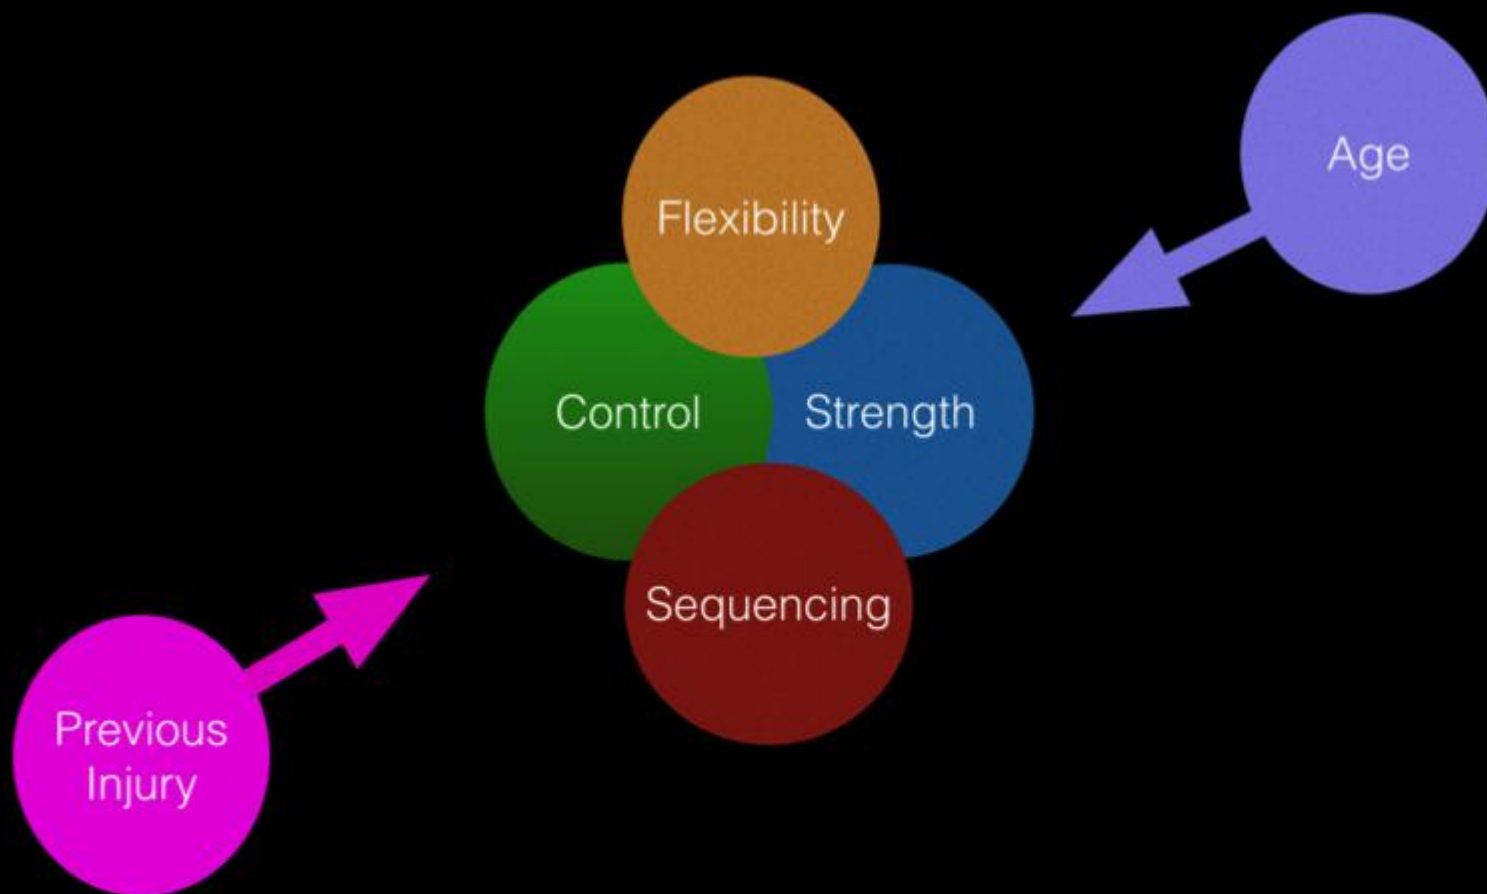 Age
Flexibility
Control
Strength
Sequencing
Previous
Injury